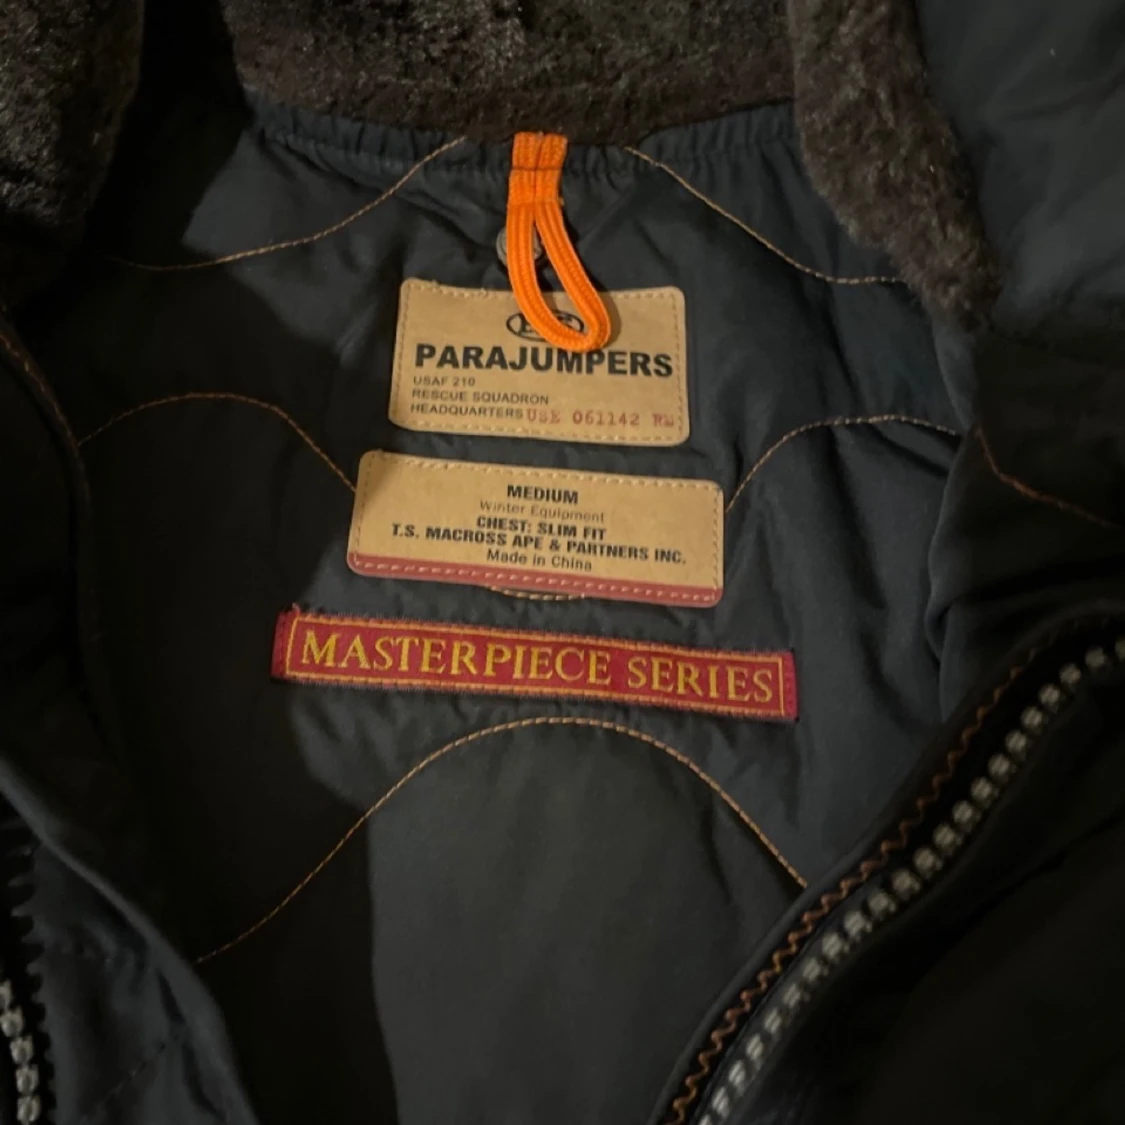 PARAJUMPERS
USAF 210
RESCUE SQUADRON
HEADQUARTERS USE 061142
MEDIUM
Winter Equipment
CHEST: SLIM FIT
T.S. MACROSS APE & PARTNERS INC.
Made in China
MASTERPIECE SERIES